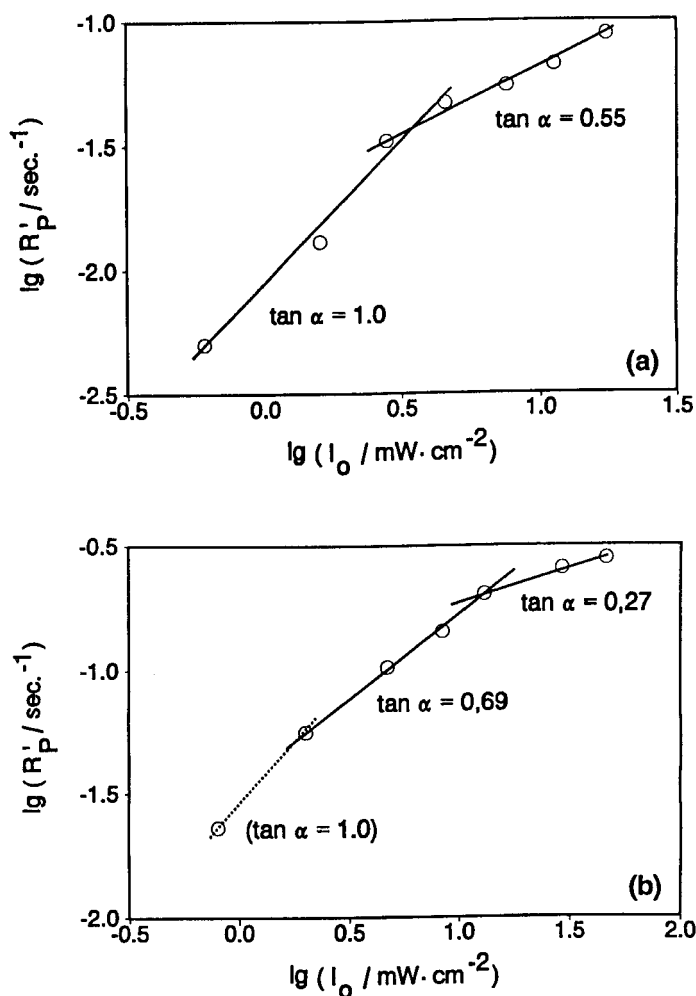 -1.0
-1.5
-2.0
-2.5
lg ( R'P / sec.-1)
tan α = 0.55
tan α = 1.0
(a)
-0.5
0.0
0.5
1.0
1.5
lg ( Io / mW· cm-2)
-0.5
-1.0
-1.5
-2.0
lg ( R'P / sec.-1)
tan α = 0,27
tan α = 0,69
(tan α = 1.0)
(b)
-0.5
0.0
0.5
1.0
1.5
2.0
lg ( Io / mW· cm-2)